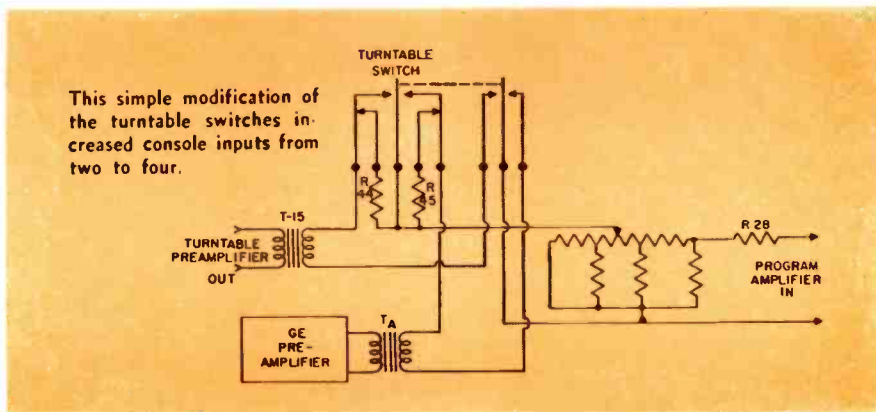 This simple modification of
the turntable switches in-
creased console inputs from
two to four.
TURNTABLE
SWITCH
R
44
R
45
T-15
TURNTABLE
PREAMPLIFIER
OUT
R 28
PROGRAM
AMPLIFIER
IN
GE
PRE-
AMPLIFIER
TA